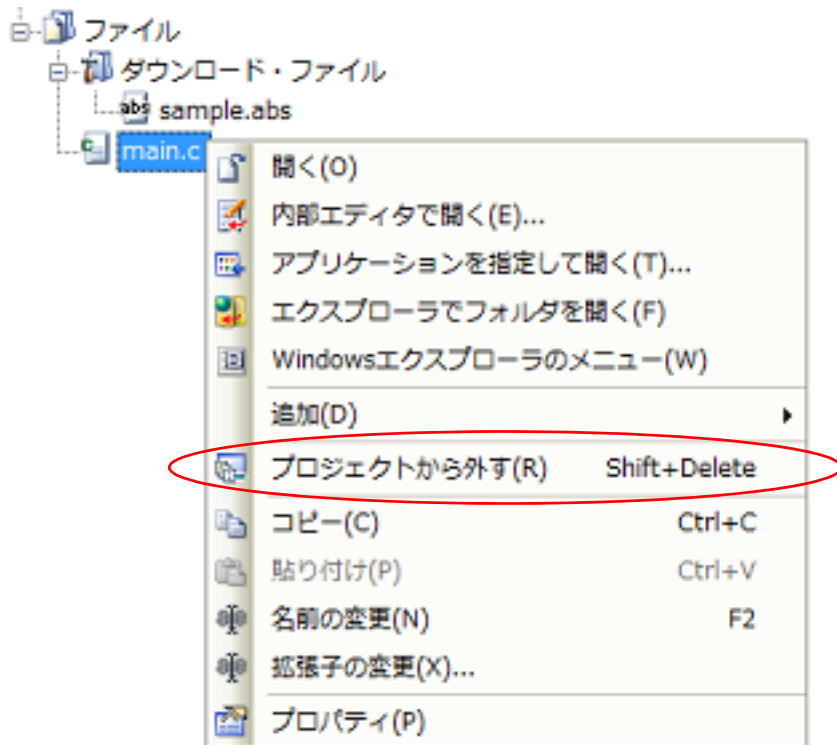 ファイル
ダウンロード・ファイル
abs sample.abs
C main.c
開く(O)
内部エディタで開く(E)...
アプリケーションを指定して開く(T)...
エクスプローラでフォルダを開く(F)
Windowsエクスプローラのメニュー(W)
追加(D)
プロジェクトから外す(R) Shift+Delete
コピー(C) Ctrl+C
貼り付け(P) Ctrl+V
名前の変更(N) F2
拡張子の変更(X)...
プロパティ(P)